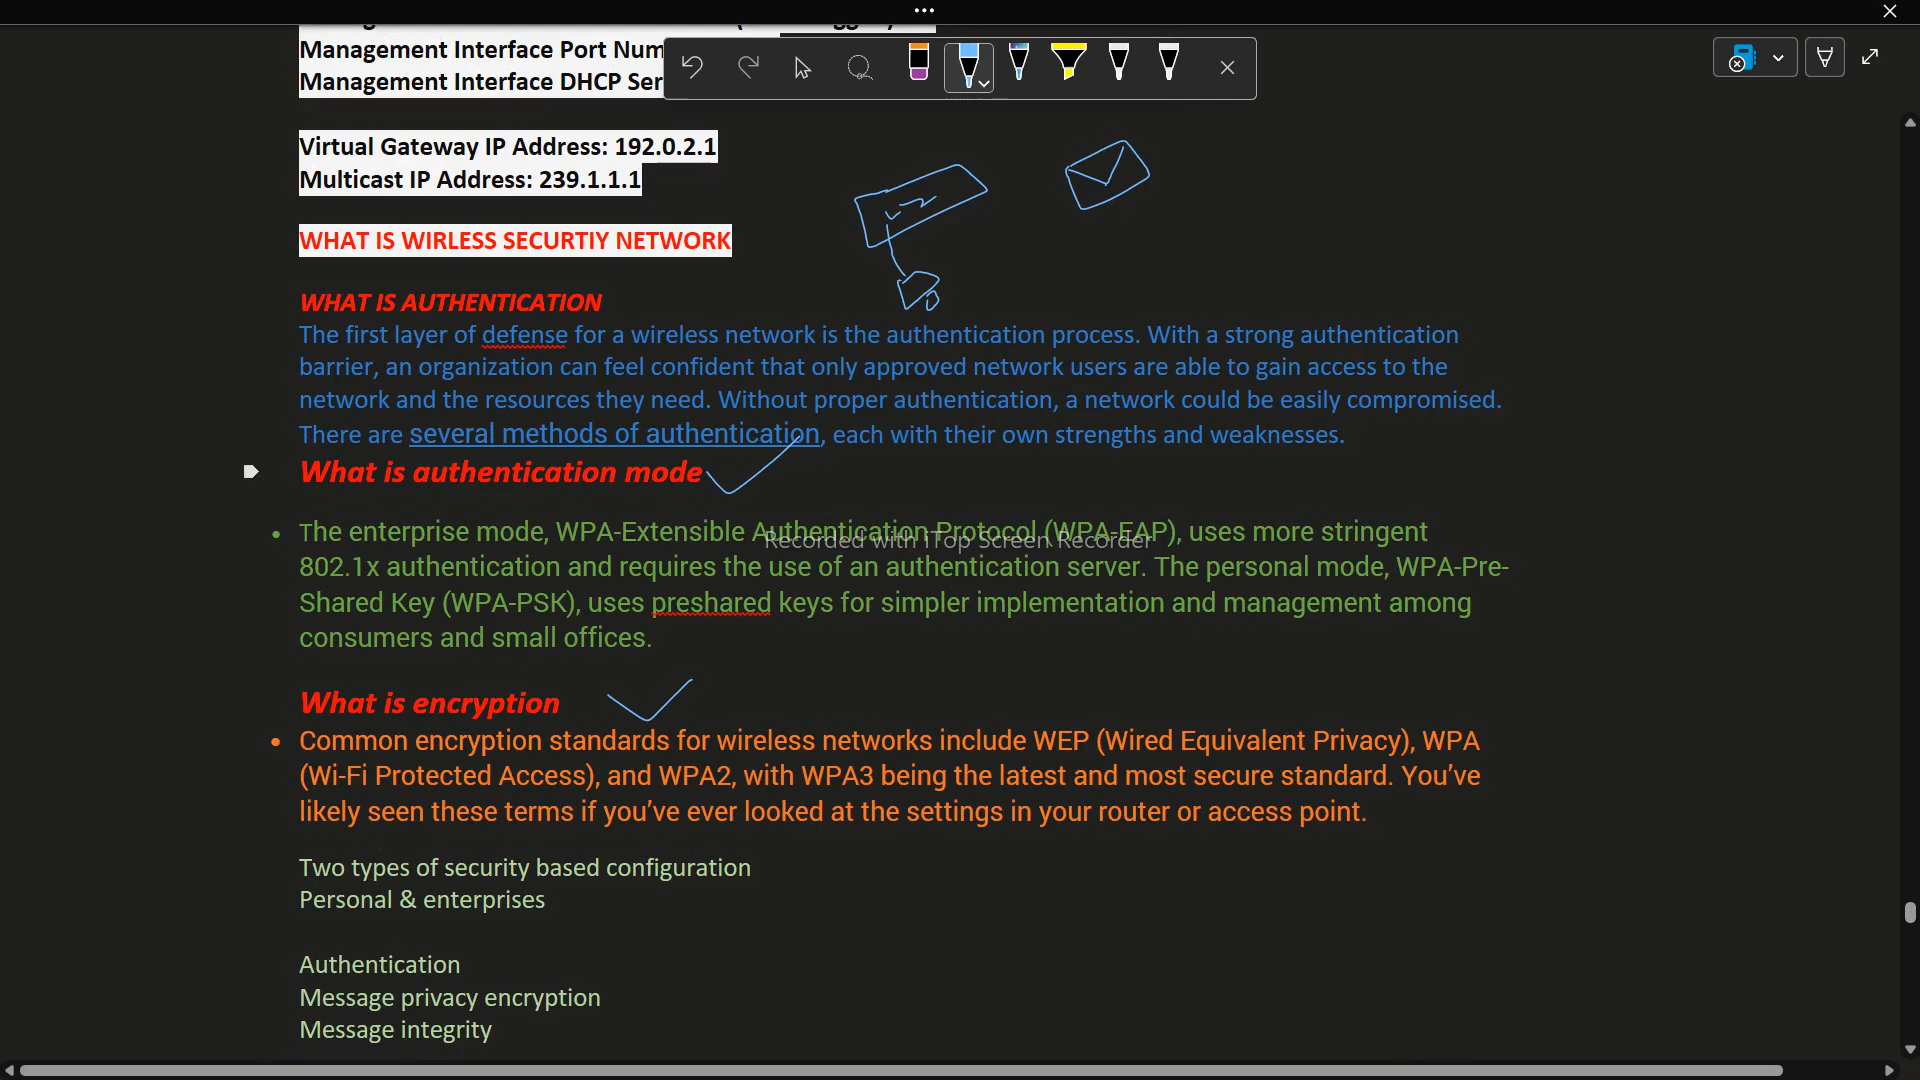 Management Interface Port Num
Management Interface DHCP Ser
Virtual Gateway IP Address: 192.0.2.1
Multicast IP Address: 239.1.1.1
WHAT IS WIRLESS SECURTIY NETWORK
WHAT IS AUTHENTICATION
The first layer of defense for a wireless network is the authentication process. With a strong authentication
barrier, an organization can feel confident that only approved network users are able to gain access to the
network and the resources they need. Without proper authentication, a network could be easily compromised.
There are several methods of authentication, each with their own strengths and weaknesses.
What is authentication mode
• The enterprise mode, WPA-Extensible Authentication Protocol (WPA-EAP), uses more stringent
Recorded with iTop Screen Recorder
802.1x authentication and requires the use of an authentication server. The personal mode, WPA-Pre-
Shared Key (WPA-PSK), uses preshared keys for simpler implementation and management among
consumers and small offices.
What is encryption
• Common encryption standards for wireless networks include WEP (Wired Equivalent Privacy), WPA
(Wi-Fi Protected Access), and WPA2, with WPA3 being the latest and most secure standard. You've
likely seen these terms if you've ever looked at the settings in your router or access point.
Two types of security based configuration
Personal & enterprises
Authentication
Message privacy encryption
Message integrity